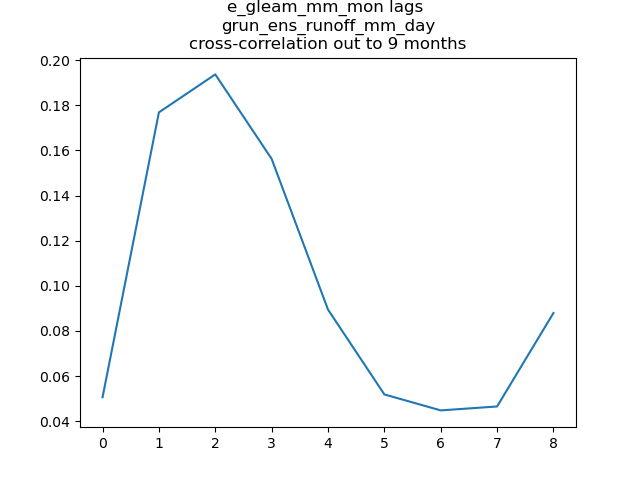 e_gleam_mm_mon lags
grun_ens_runoff_mm_day
cross-correlation out to 9 months
0.20
0.18
0.16
0.14
0.12
0.10
0.08
0.06
0.04
0 1 2 3 4 5 6 7 8